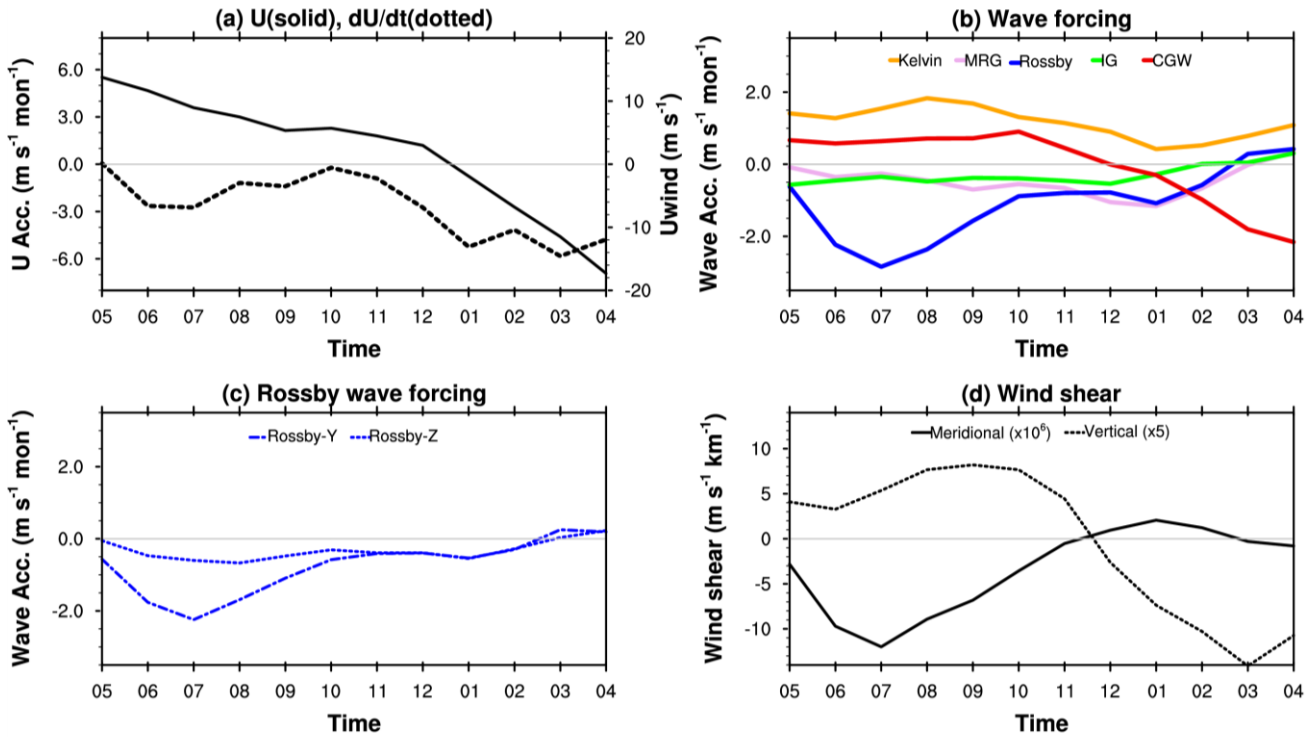 (a) U(solid), dU/dt(dotted)
U Acc. (m s⁻¹ mon⁻¹)
6.0
3.0
0.0
-3.0
-6.0
20
10
0
-10
-20
Uwind (m s⁻¹)
05 06 07 08 09 10 11 12 01 02 03 04
Time
(b) Wave forcing
Kelvin MRG Rossby IG CGW
Wave Acc. (m s⁻¹ mon⁻¹)
2.0
0.0
-2.0
05 06 07 08 09 10 11 12 01 02 03 04
Time
(c) Rossby wave forcing
Rossby-Y Rossby-Z
Wave Acc. (m s⁻¹ mon⁻¹)
2.0
0.0
-2.0
05 06 07 08 09 10 11 12 01 02 03 04
Time
(d) Wind shear
Meridional (x10⁶) Vertical (x5)
Wind shear (m s⁻¹ km⁻¹)
10
5
0
-5
-10
05 06 07 08 09 10 11 12 01 02 03 04
Time